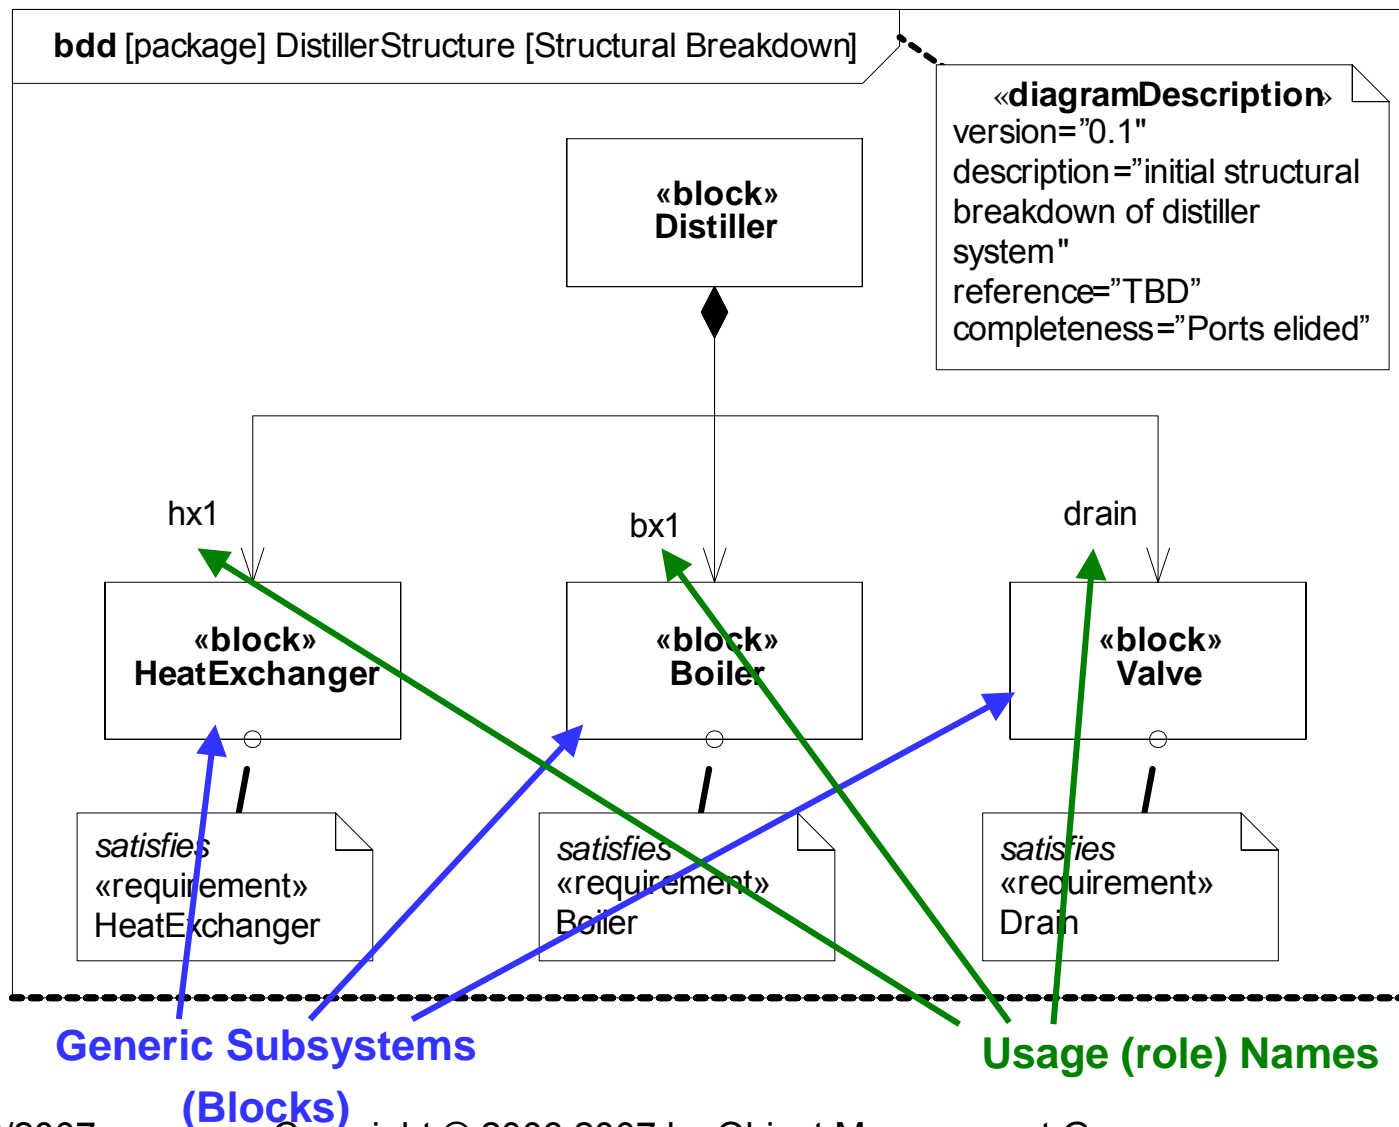 bdd [package] DistillerStructure [Structural Breakdown]
«diagramDescription»
version="0.1"
description="initial structural
breakdown of distiller
system"
reference="TBD"
completeness="Ports elided"
«block»
Distiller
hx1
bx1
drain
«block»
HeatExchanger
«block»
Boiler
«block»
Valve
satisfies
«requirement»
HeatExchanger
satisfies
«requirement»
Boiler
satisfies
«requirement»
Drain
Generic Subsystems
(Blocks)
Usage (role) Names